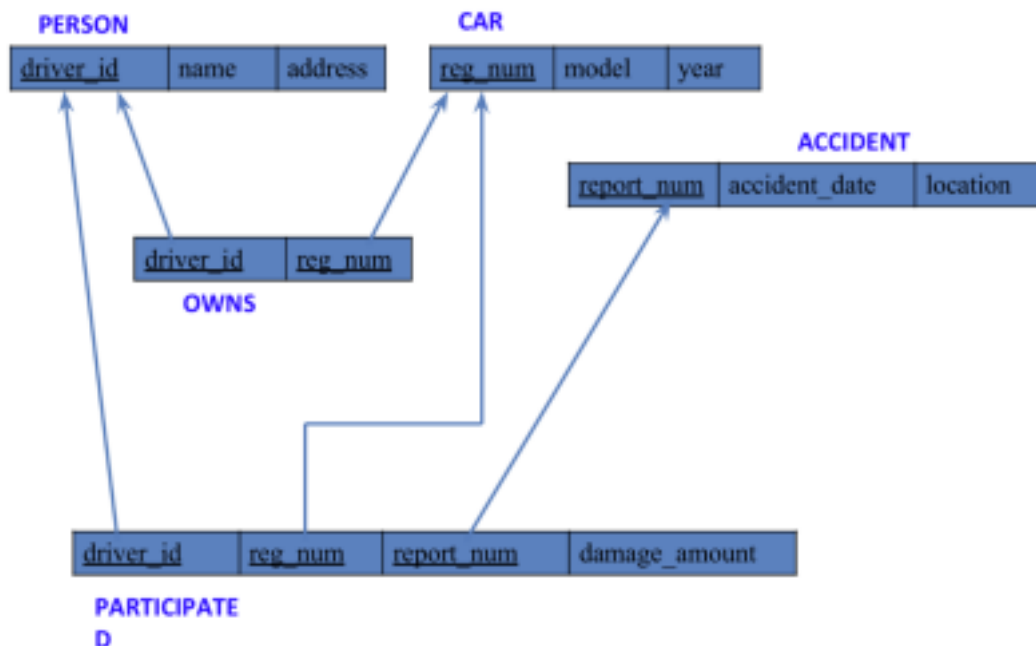 PERSON
driver_id name address
CAR
reg_num model year
ACCIDENT
report_num accident_date location
driver_id reg_num
OWNS
driver_id reg_num report_num damage_amount
PARTICIPATE
D